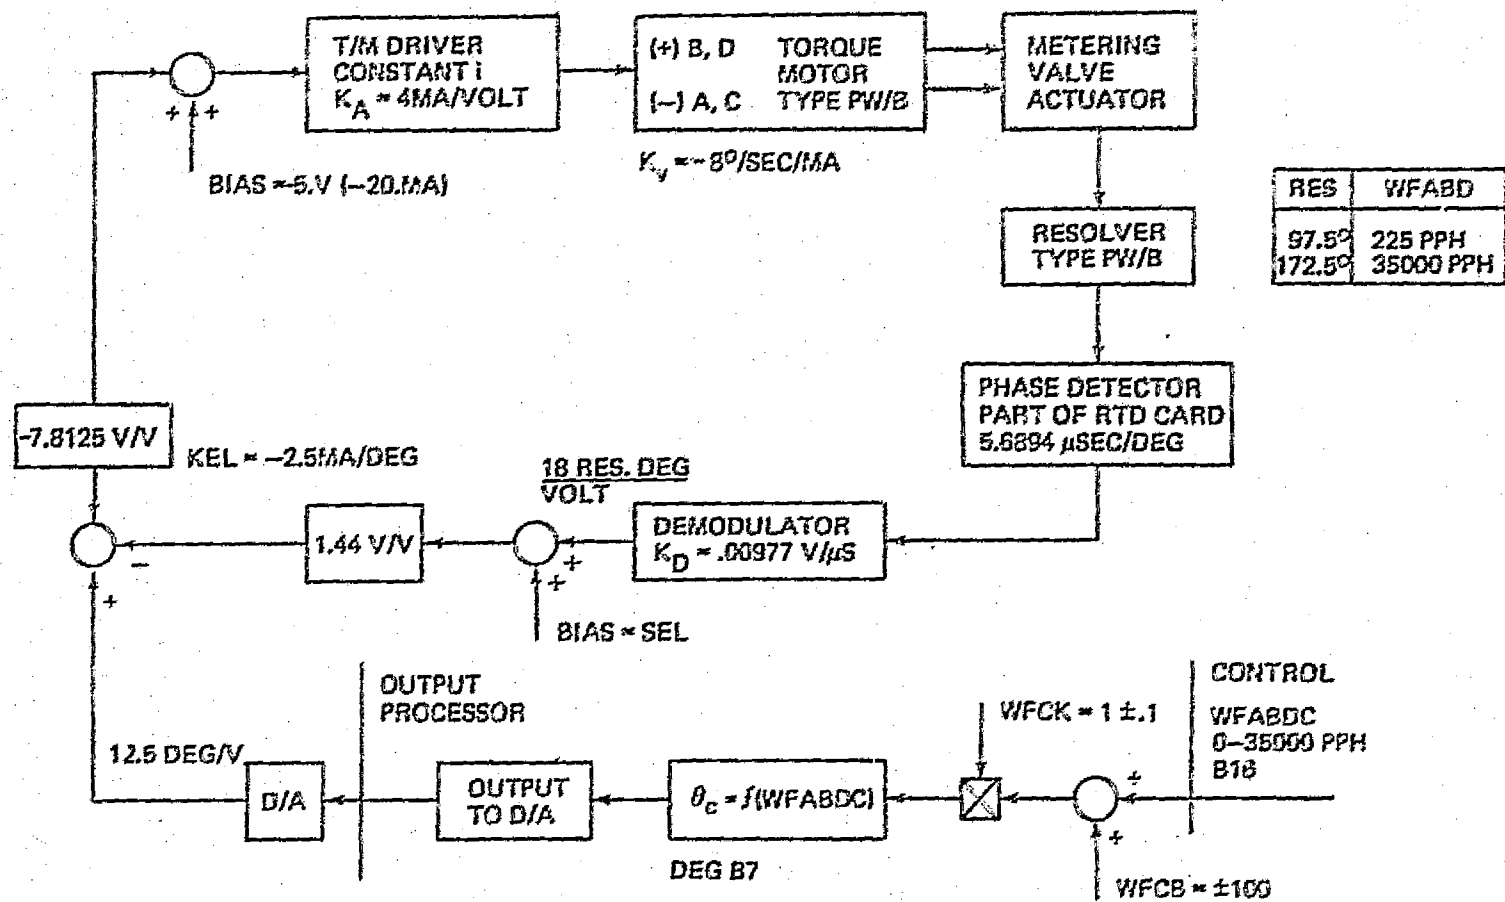 T/M DRIVER
CONSTANT i
K_A = 4MA/VOLT
(+) B, D TORQUE
MOTOR
(−) A, C TYPE PW/B
METERING
VALVE
ACTUATOR
+ +
BIAS = -5.V (−20.MA)
K_v = −8°/SEC/MA
RES WFABD
97.5° 225 PPH
172.5° 35000 PPH
RESOLVER
TYPE PW/B
PHASE DETECTOR
PART OF RTD CARD
5.6894 µSEC/DEG
-7.8125 V/V
KEL = −2.5MA/DEG
18 RES. DEG
VOLT
1.44 V/V
DEMODULATOR
K_D = .00977 V/µS
−
+
+
+
BIAS = SEL
OUTPUT
PROCESSOR
CONTROL
WFCK = 1 ±.1
WFABDC
0−35000 PPH
B16
12.5 DEG/V
D/A
OUTPUT
TO D/A
θ_c = f(WFABDC)
+
+
DEG B7
WFCB = ±100